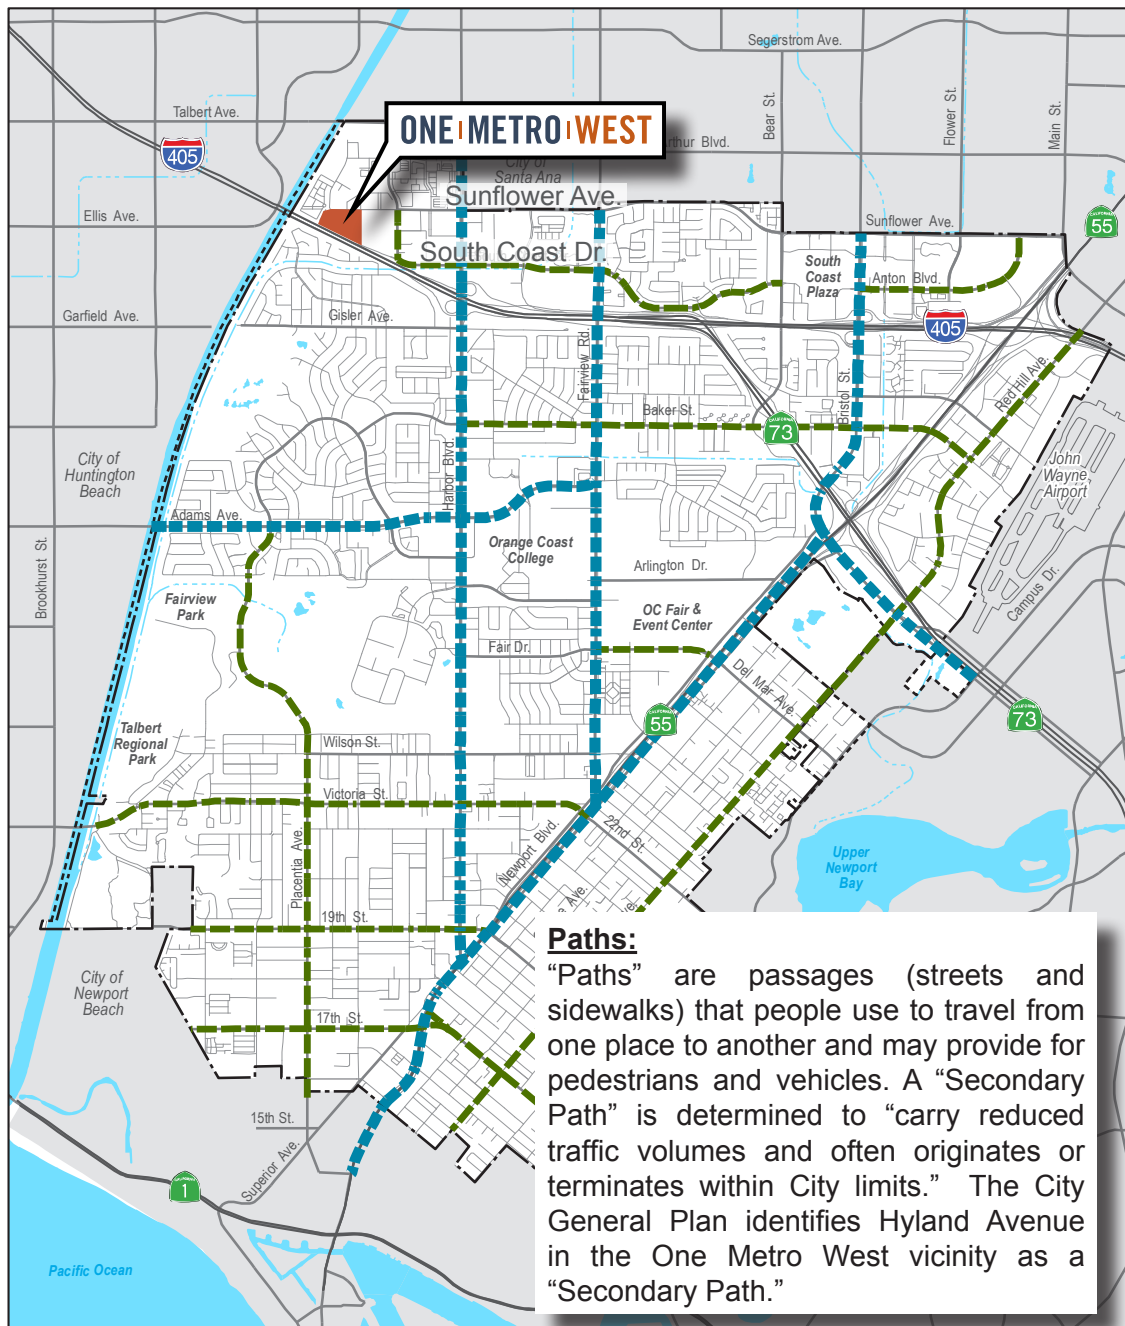 Segerstrom Ave.
Talbert Ave.
405
ONE METRO WEST
Bear St.
Flower St.
Main St.
Arthur Blvd.
City of
Santa Ana
Sunflower Ave.
Ellis Ave.
Sunflower Ave.
55
South Coast Dr.
South
Coast
Plaza
Anton Blvd.
Garfield Ave.
Gisler Ave.
405
Fairview Rd.
Bristol St.
Red Hill Ave.
Baker St.
73
City of
Huntington
Beach
Harbor Blvd.
John
Wayne
Airport
Adams Ave.
Orange Coast
College
Arlington Dr.
Brookhurst St.
Fairview
Park
OC Fair &
Event Center
Campus Dr.
Fair Dr.
Del Mar Ave.
55
73
Talbert
Regional
Park
Wilson St.
Victoria St.
22nd St.
Newport Blvd.
Placentia Ave.
Upper
Newport
Bay
e Ave.
ve.
19th St.
City of
Newport
Beach
17th St.
15th St.
Superior Ave.
1
Pacific Ocean
Paths:
“Paths” are passages (streets and
sidewalks) that people use to travel from
one place to another and may provide for
pedestrians and vehicles. A “Secondary
Path” is determined to “carry reduced
traffic volumes and often originates or
terminates within City limits.” The City
General Plan identifies Hyland Avenue
in the One Metro West vicinity as a
“Secondary Path.”